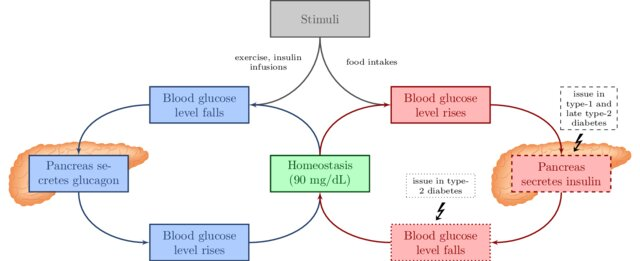 Stimuli
exercise, insulin
infusions
food intakes
Blood glucose
level falls
Blood glucose
level rises
issue in
type-1 and
late type-2
diabetes
Pancreas se-
cretes glucagon
Homeostasis
(90 mg/dL)
issue in type-
2 diabetes
Pancreas
secretes insulin
Blood glucose
level rises
Blood glucose
level falls